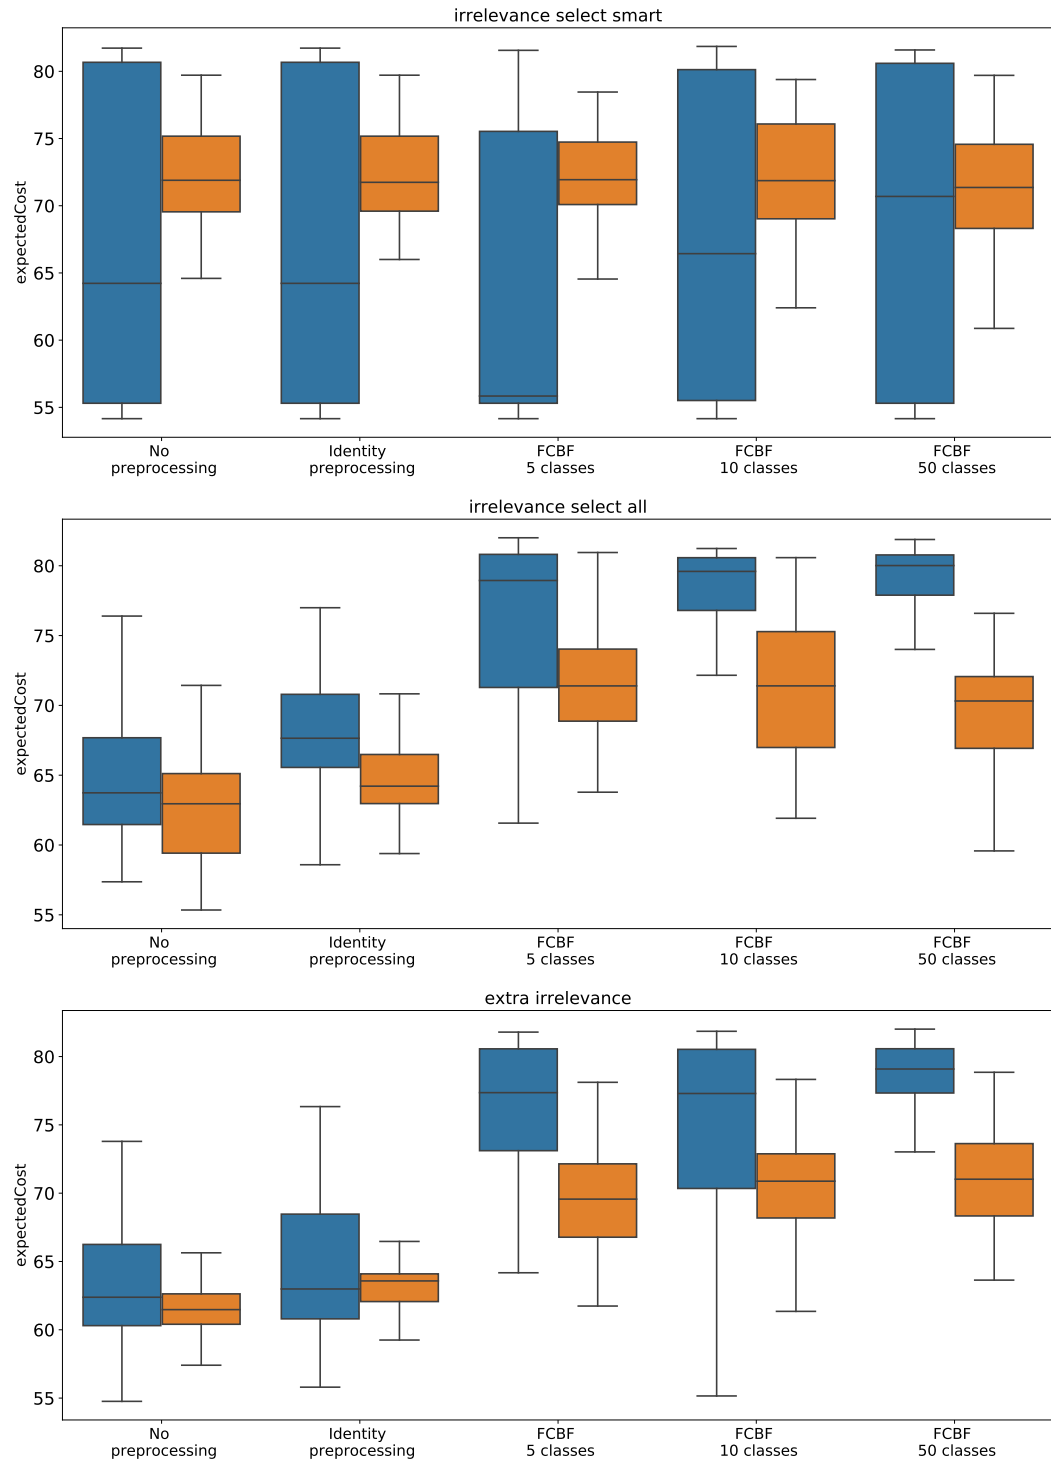 irrelevance select smart
expectedCost
80
75
70
65
60
55
No
preprocessing
Identity
preprocessing
FCBF
5 classes
FCBF
10 classes
FCBF
50 classes
irrelevance select all
expectedCost
80
75
70
65
60
55
No
preprocessing
Identity
preprocessing
FCBF
5 classes
FCBF
10 classes
FCBF
50 classes
extra irrelevance
expectedCost
80
75
70
65
60
55
No
preprocessing
Identity
preprocessing
FCBF
5 classes
FCBF
10 classes
FCBF
50 classes